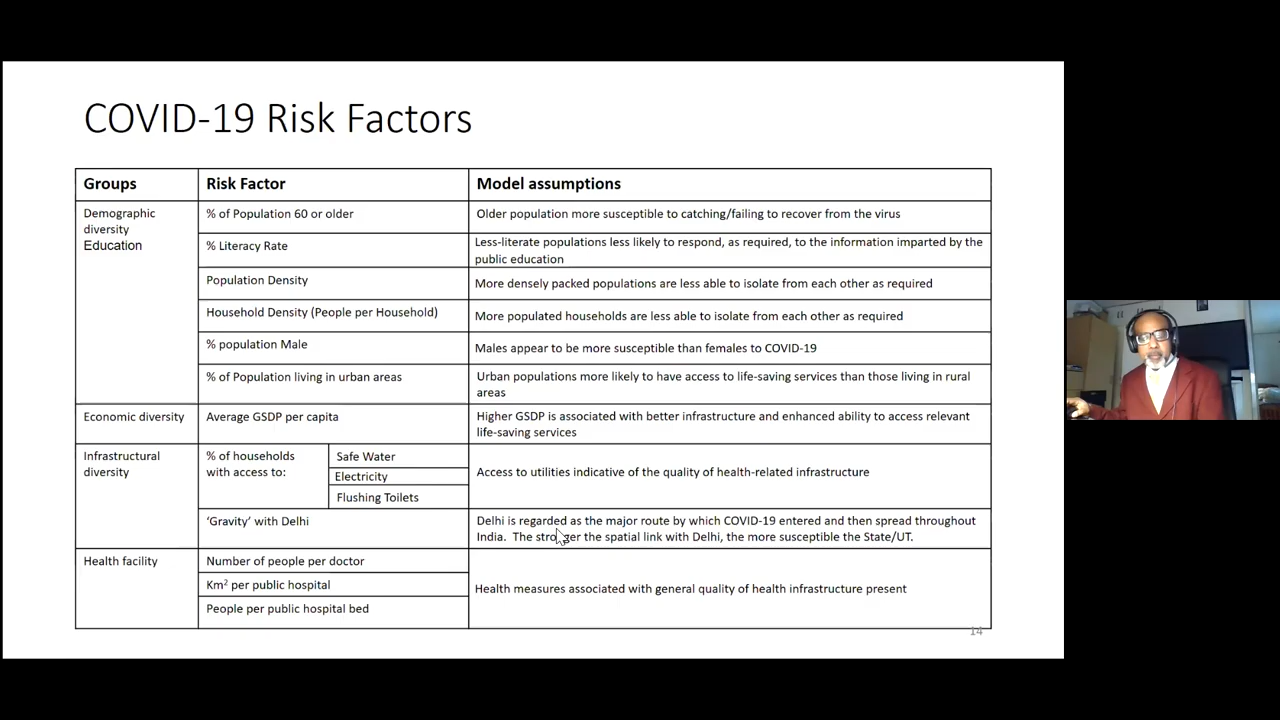 COVID-19 Risk Factors
Groups
Risk Factor
Model assumptions
Demographic
diversity
Education
% of Population 60 or older
Older population more susceptible to catching/failing to recover from the virus
% Literacy Rate
Less-literate populations less likely to respond, as required, to the information imparted by the
public education
Population Density
More densely packed populations are less able to isolate from each other as required
Household Density (People per Household)
More populated households are less able to isolate from each other as required
% population Male
Males appear to be more susceptible than females to COVID-19
% of Population living in urban areas
Urban populations more likely to have access to life-saving services than those living in rural
areas
Economic diversity
Average GSDP per capita
Higher GSDP is associated with better infrastructure and enhanced ability to access relevant
life-saving services
Infrastructural
diversity
% of households
with access to:
Safe Water
Electricity
Flushing Toilets
Access to utilities indicative of the quality of health-related infrastructure
‘Gravity’ with Delhi
Delhi is regarded as the major route by which COVID-19 entered and then spread throughout
India. The stronger the spatial link with Delhi, the more susceptible the State/UT.
Health facility
Number of people per doctor
Km² per public hospital
People per public hospital bed
Health measures associated with general quality of health infrastructure present
14